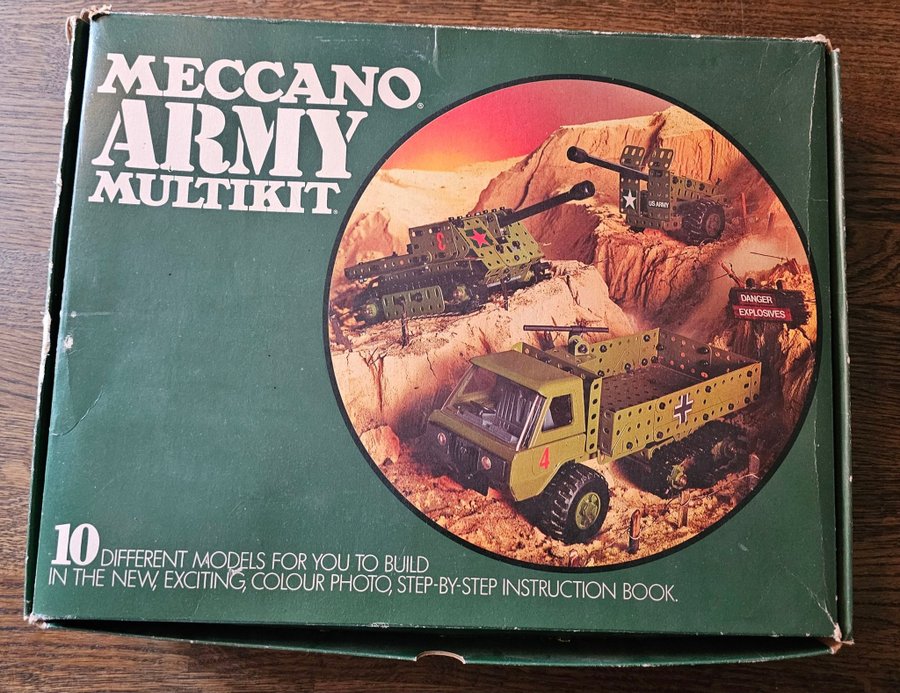 MECCANO®
ARMY
MULTIKIT®
3
US ARMY
DANGER
EXPLOSIVES
4
10 DIFFERENT MODELS FOR YOU TO BUILD
IN THE NEW, EXCITING, COLOUR PHOTO, STEP-BY-STEP INSTRUCTION BOOK.